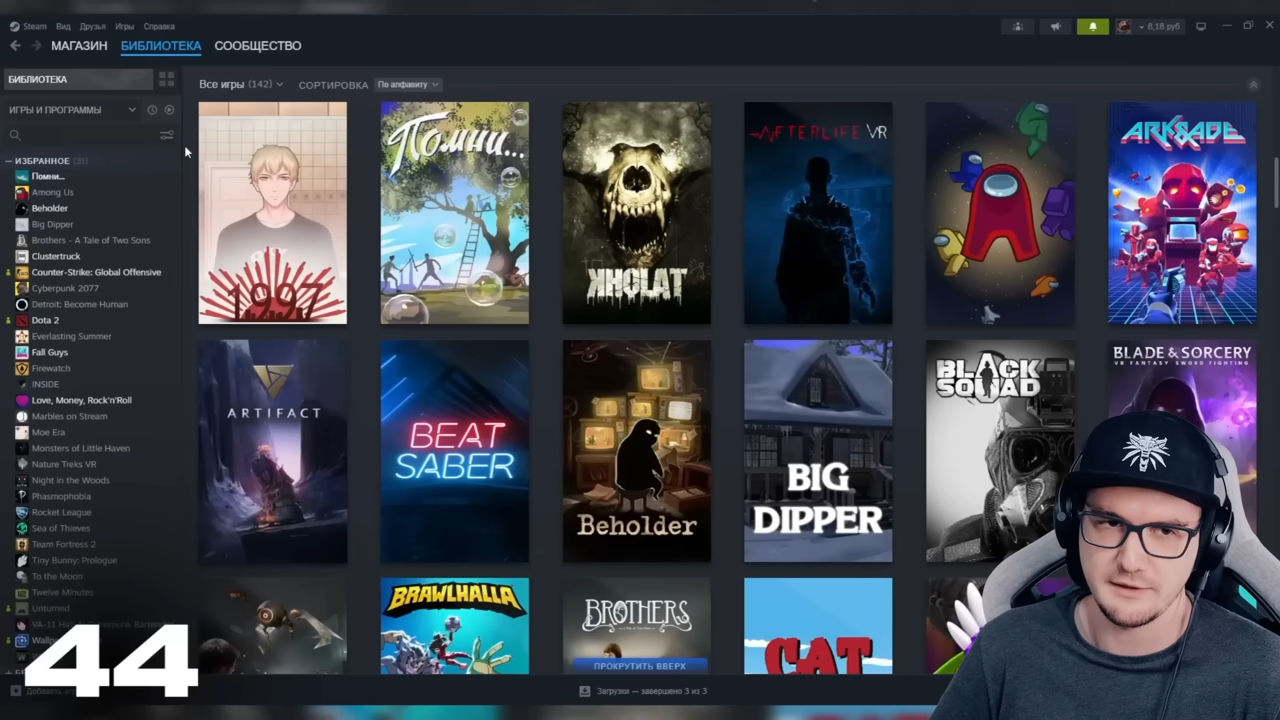 Steam Вид Друзья Игры Справка
8,18 руб
МАГАЗИН БИБЛИОТЕКА СООБЩЕСТВО
БИБЛИОТЕКА
Все игры (142) СОРТИРОВКА По алфавиту
ИГРЫ И ПРОГРАММЫ
ИЗБРАННОЕ (31)
Помни...
Among Us
Beholder
Big Dipper
Brothers - A Tale of Two Sons
Clustertruck
Counter-Strike: Global Offensive
Cyberpunk 2077
Detroit: Become Human
Dota 2
Everlasting Summer
Fall Guys
Firewatch
INSIDE
Love, Money, Rock'n'Roll
Marbles on Stream
Moe Era
Monsters of Little Haven
Nature Treks VR
Night in the Woods
Phasmophobia
Rocket League
Sea of Thieves
Team Fortress 2
Tiny Bunny: Prologue
To the Moon
Twelve Minutes
Unturned
1997
Помни...
KHOLAT
AFTERLIFE VR
ARK&ADE
ARTIFACT
BEAT
SABER
Beholder
BIG
DIPPER
BLACK
SQUAD
BLADE & SORCERY
VR FANTASY SWORD FIGHTING
BRAWLHALLA
BROTHERS
CAT
ПРОКРУТИТЬ ВВЕРХ
44
Загрузки — завершено 3 из 3